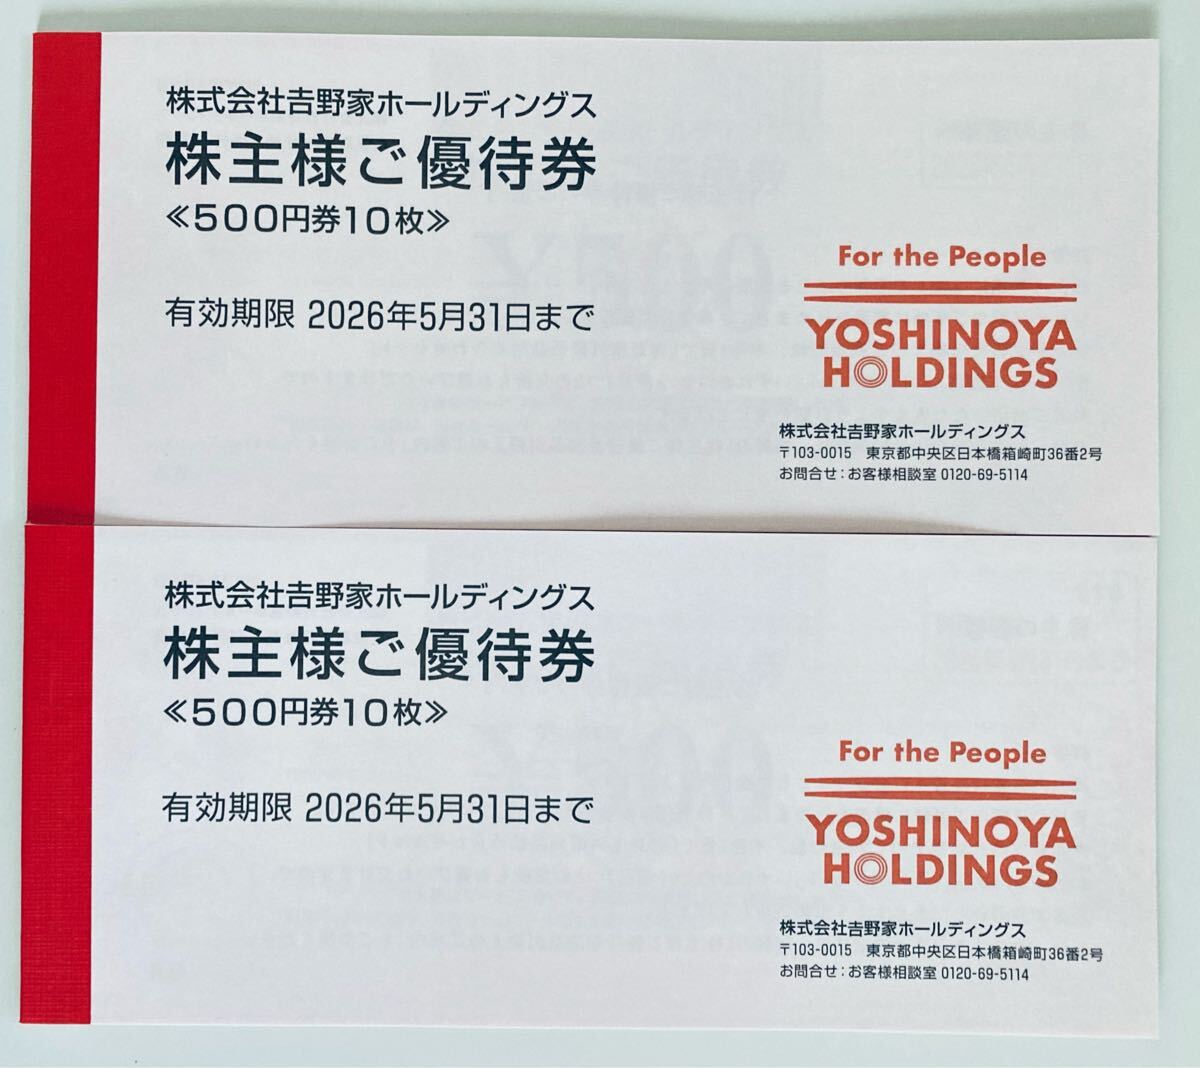 株式会社𠮷野家ホールディングス
株主様ご優待券
≪500円券10枚≫
有効期限 2026年5月31日まで
For the People
YOSHINOYA
HOLDINGS
株式会社𠮷野家ホールディングス
〒103-0015 東京都中央区日本橋箱崎町36番2号
お問合せ:お客様相談室 0120-69-5114
株式会社𠮷野家ホールディングス
株主様ご優待券
≪500円券10枚≫
有効期限 2026年5月31日まで
For the People
YOSHINOYA
HOLDINGS
株式会社𠮷野家ホールディングス
〒103-0015 東京都中央区日本橋箱崎町36番2号
お問合せ:お客様相談室 0120-69-5114